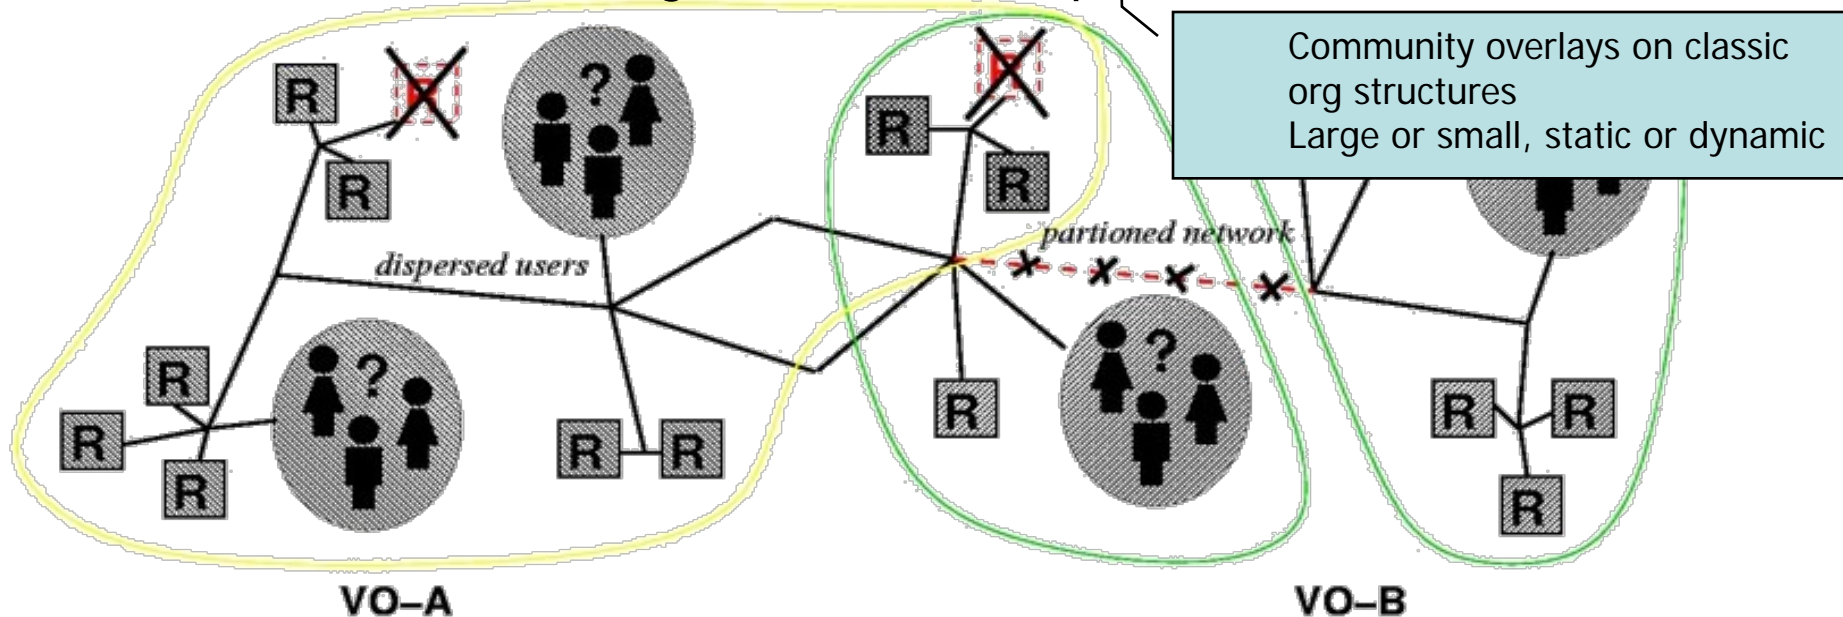 Community overlays on classic
org structures
Large or small, static or dynamic
?
R
R
R
R
partioned network
dispersed users
?
?
R
R
R
R
R
R
R
R
R
R
VO–A
VO–B